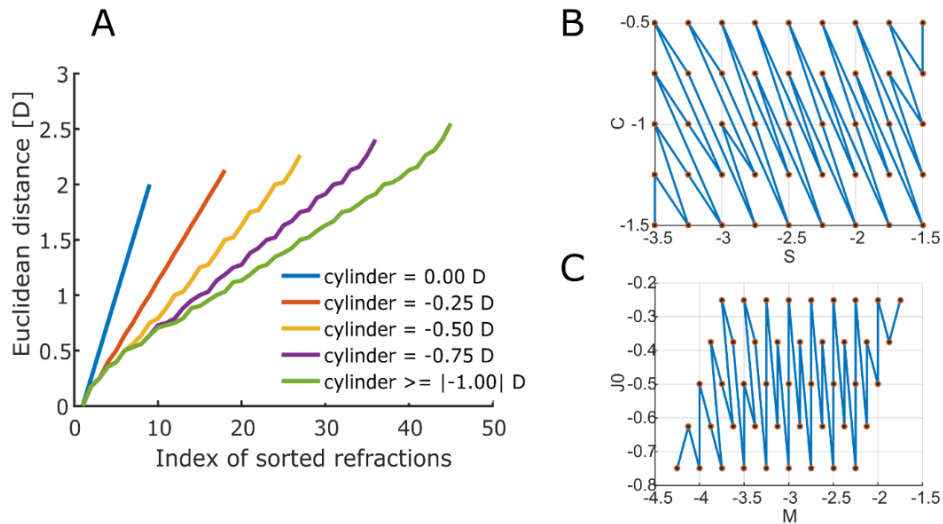 A
3
2.5
2
1.5
1
0.5
0
0
10
20
30
40
50
Euclidean distance [D]
Index of sorted refractions
cylinder = 0.00 D
cylinder = -0.25 D
cylinder = -0.50 D
cylinder = -0.75 D
cylinder >= |-1.00| D
B
-0.5
-1
-1.5
C
-3.5
-3
-2.5
-2
-1.5
S
C
-0.2
-0.3
-0.4
-0.5
-0.6
-0.7
-0.8
J0
-4.5
-4
-3.5
-3
-2.5
-2
-1.5
M